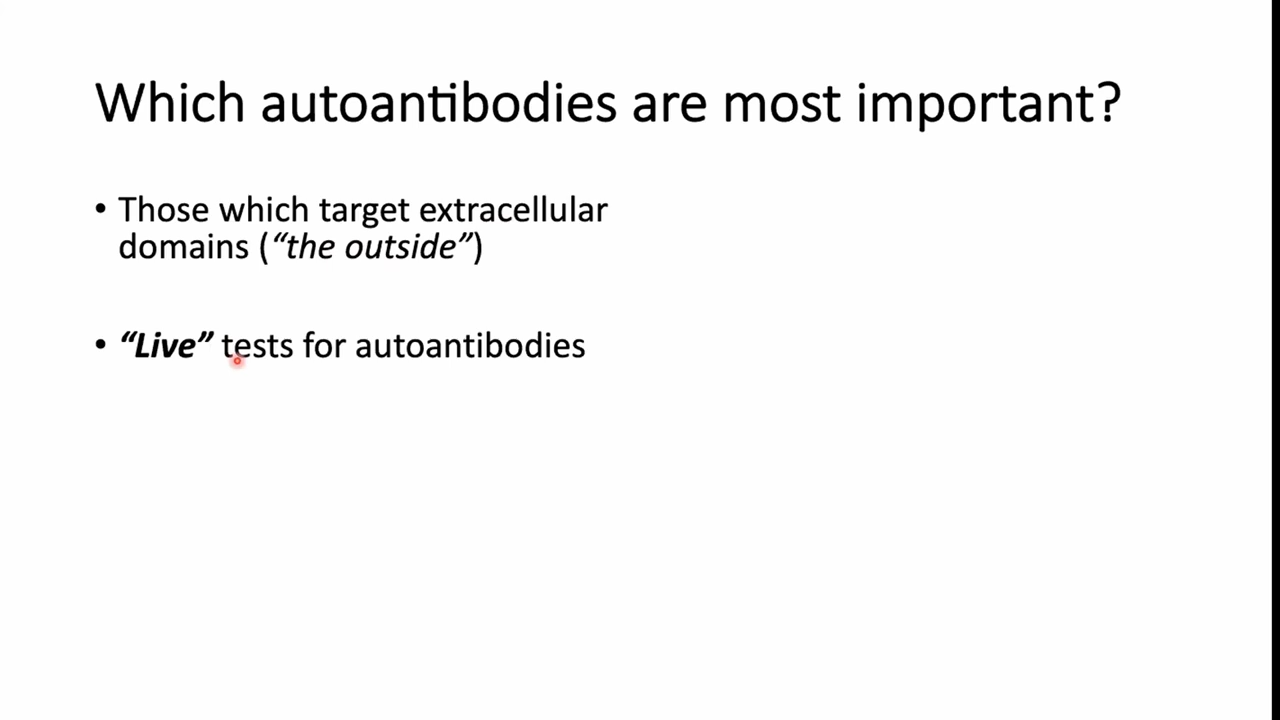 Which autoantibodies are most important?
• Those which target extracellular
domains (“the outside”)
• “Live” tests for autoantibodies